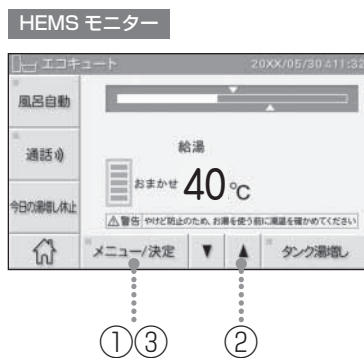 HEMS モニター
エコキュート 20XX/05/30 11:32
風呂自動
通話
今日の湯増し休止
給湯
おまかせ 40℃
⚠警告 やけど防止のため、お湯を使う前に湯温を確かめてください
メニュー/決定 ▼ ▲ タンク湯増し
①③ ②